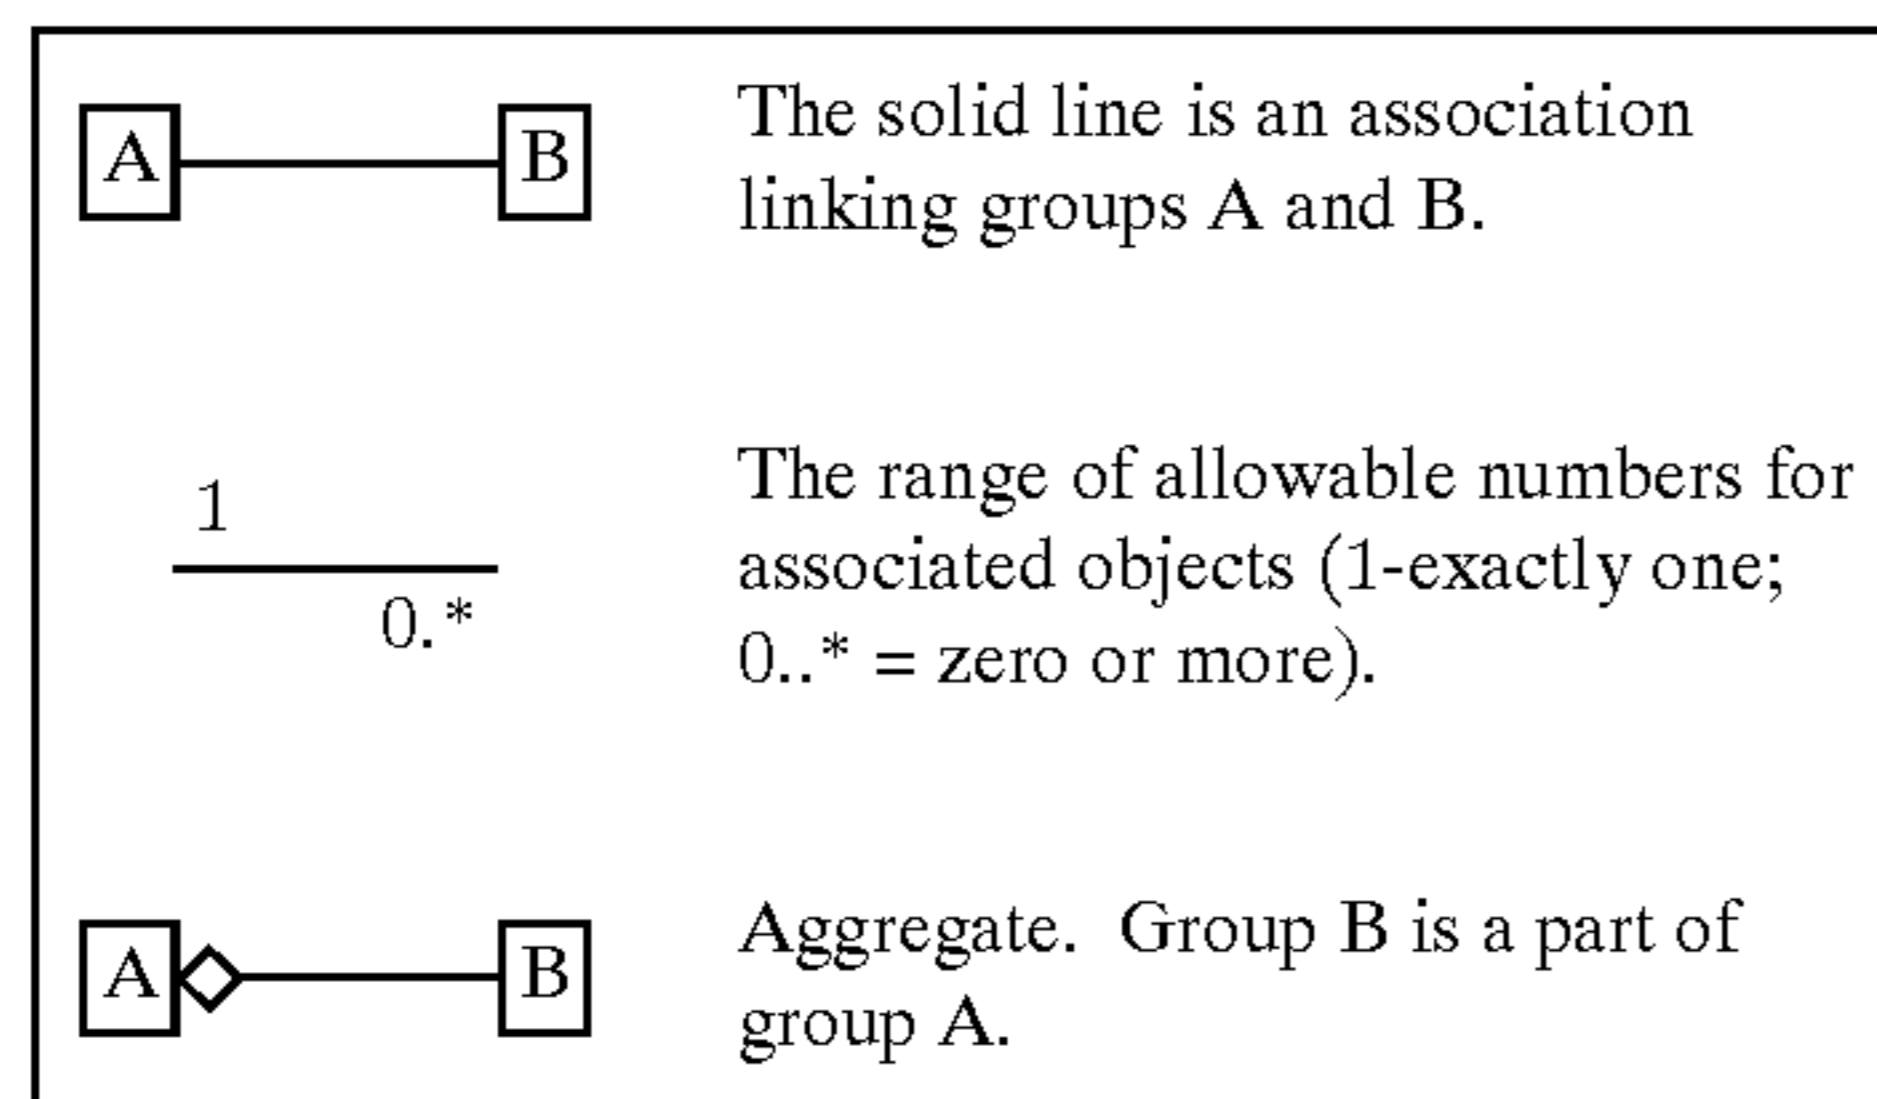 A B The solid line is an association
linking groups A and B.
1 The range of allowable numbers for
associated objects (1-exactly one;
0.* 0..* = zero or more).
A B Aggregate. Group B is a part of
group A.